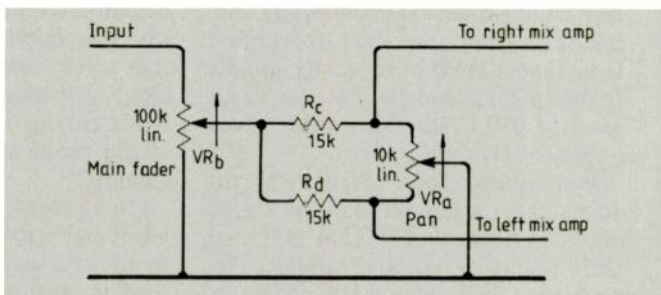 Input
To right mix amp
Rc
15k
100k
lin.
VRb
10k
lin.
Main fader
Rd
15k
VRa
Pan
To left mix amp